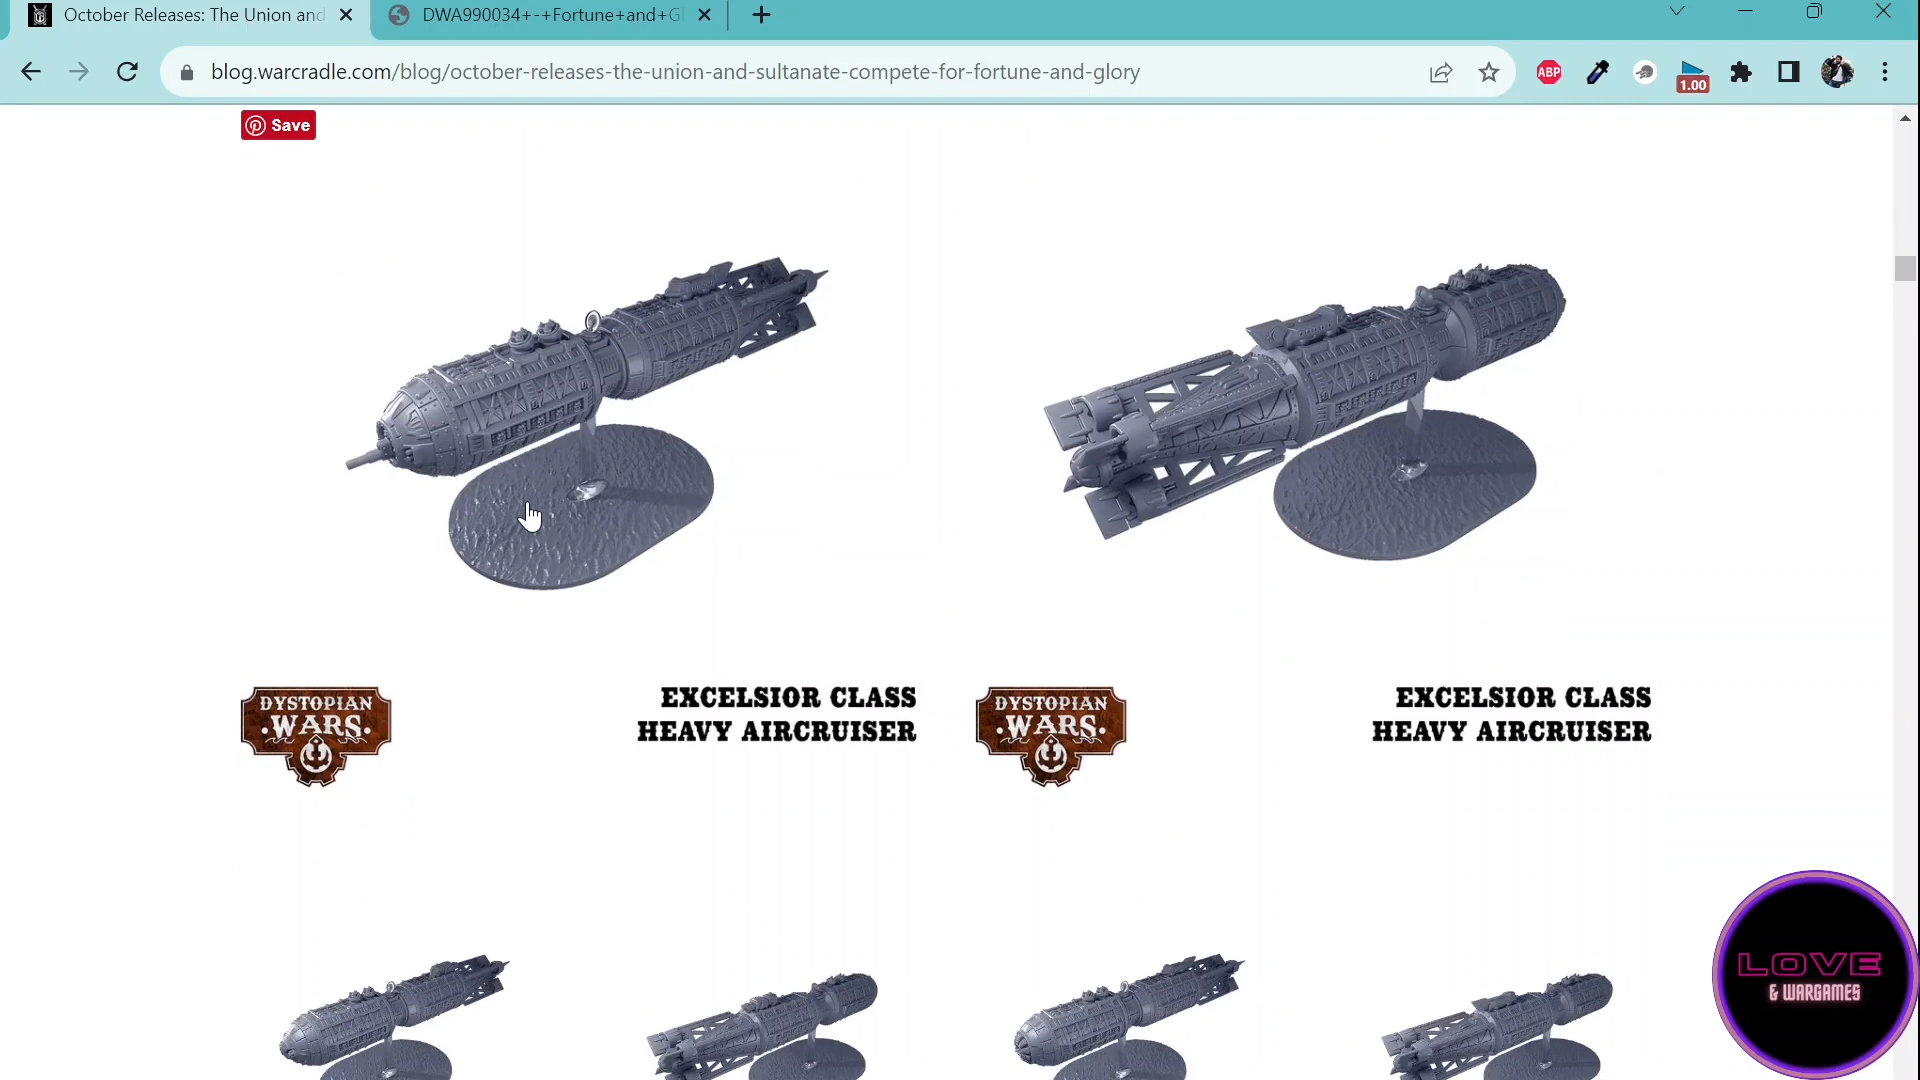 October Releases: The Union and
DWA990034+-+Fortune+and+Gl
blog.warcradle.com/blog/october-releases-the-union-and-sultanate-compete-for-fortune-and-glory
ABP
1.00
Save
DYSTOPIAN
WARS
EXCELSIOR CLASS
HEAVY AIRCRUISER
DYSTOPIAN
WARS
EXCELSIOR CLASS
HEAVY AIRCRUISER
LOVE
& WARGAMES